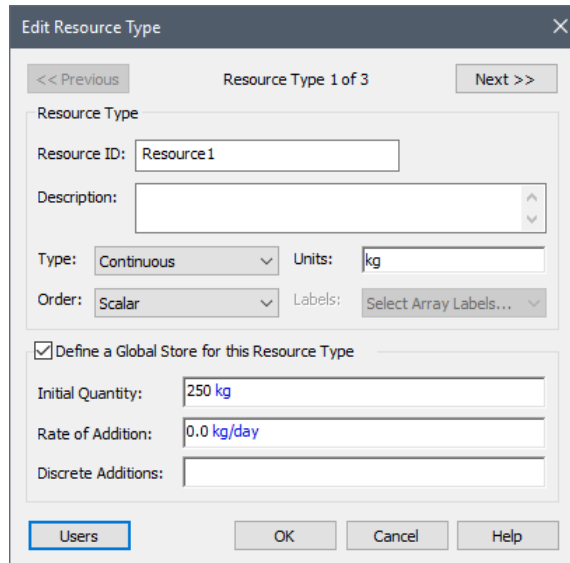 Edit Resource Type
<< Previous Resource Type 1 of 3 Next >>
Resource Type
Resource ID: Resource1
Description:
Type: Continuous Units: kg
Order: Scalar Labels: Select Array Labels...
Define a Global Store for this Resource Type
Initial Quantity: 250 kg
Rate of Addition: 0.0 kg/day
Discrete Additions:
Users OK Cancel Help